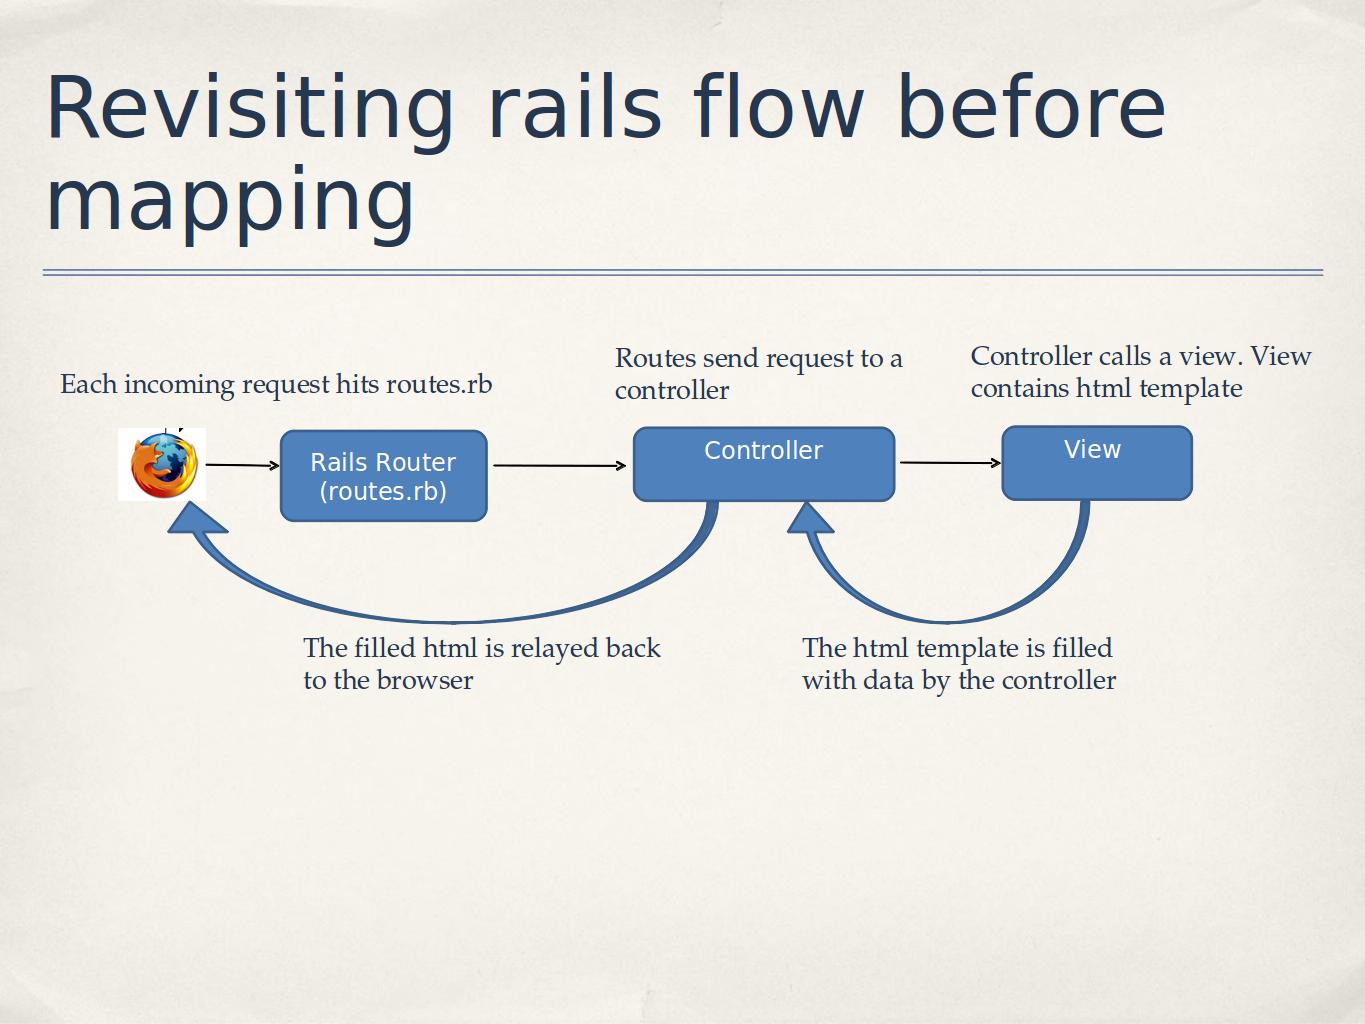 Revisiting rails flow before
mapping
Each incoming request hits routes.rb
Routes send request to a
controller
Controller calls a view. View
contains html template
Rails Router
(routes.rb)
Controller
View
The filled html is relayed back
to the browser
The html template is filled
with data by the controller